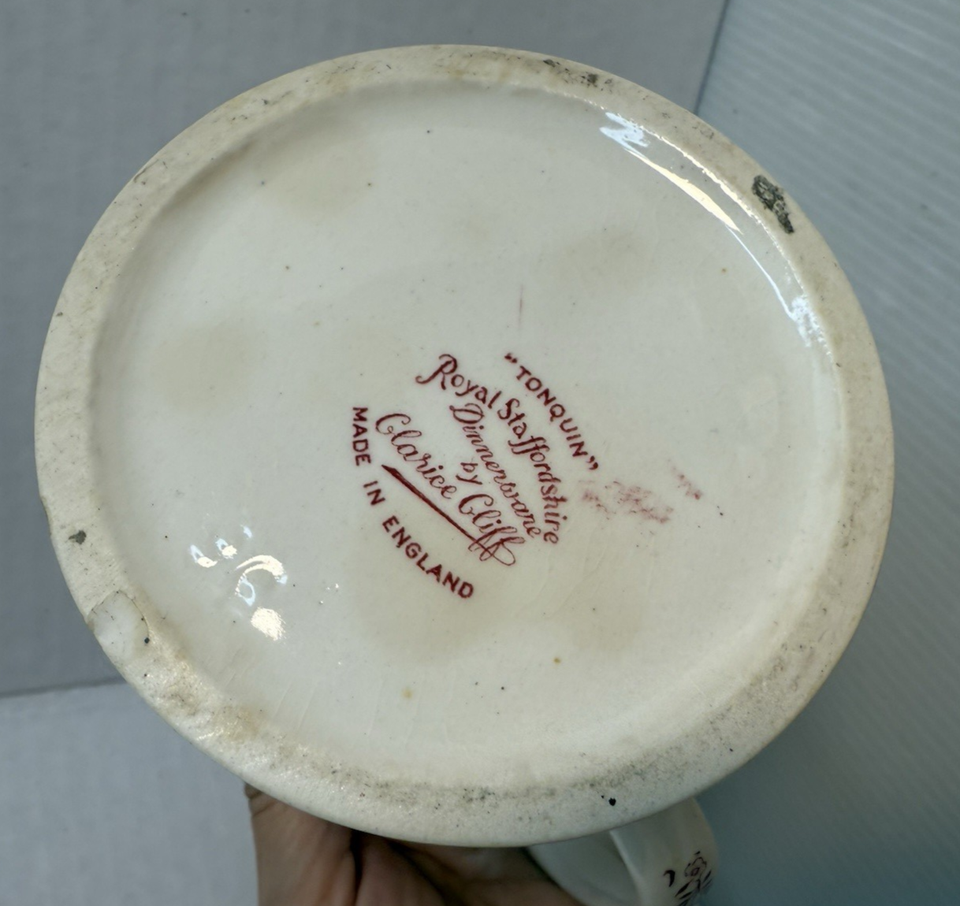 "TONQUIN"
Royal Staffordshire
Dinnerware
by
Clarice Cliff
MADE IN ENGLAND